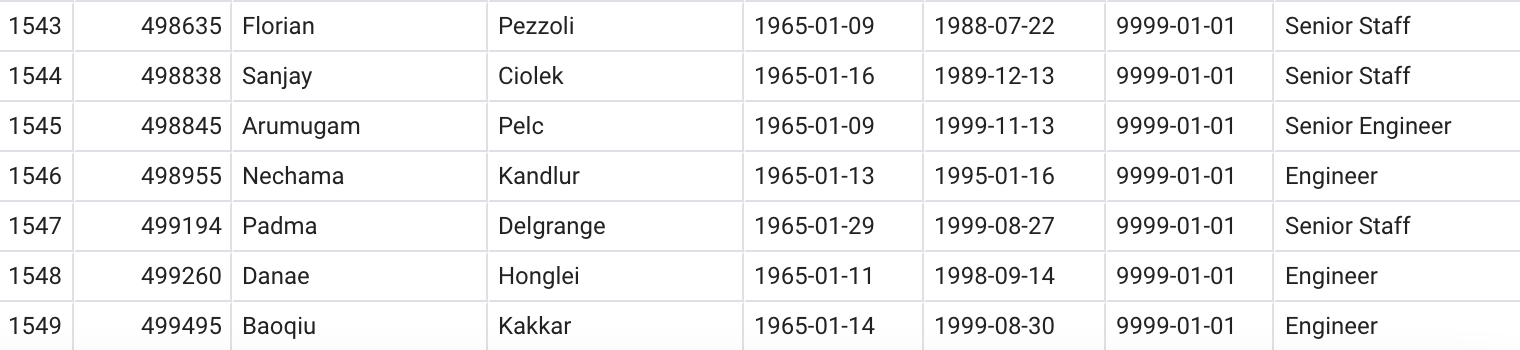 1543 498635 Florian Pezzoli 1965-01-09 1988-07-22 9999-01-01 Senior Staff
1544 498838 Sanjay Ciolek 1965-01-16 1989-12-13 9999-01-01 Senior Staff
1545 498845 Arumugam Pelc 1965-01-09 1999-11-13 9999-01-01 Senior Engineer
1546 498955 Nechama Kandlur 1965-01-13 1995-01-16 9999-01-01 Engineer
1547 499194 Padma Delgrange 1965-01-29 1999-08-27 9999-01-01 Senior Staff
1548 499260 Danae Honglei 1965-01-11 1998-09-14 9999-01-01 Engineer
1549 499495 Baoqiu Kakkar 1965-01-14 1999-08-30 9999-01-01 Engineer